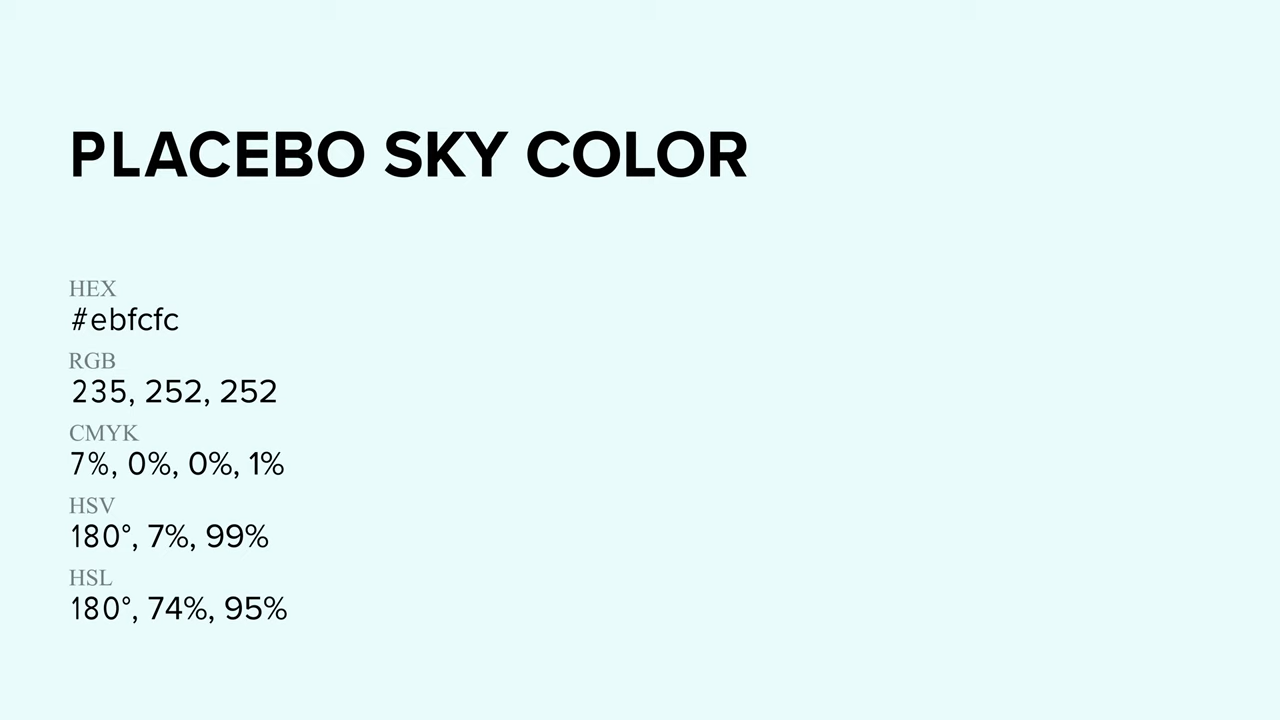 PLACEBO SKY COLOR
HEX
#ebfcfc
RGB
235, 252, 252
CMYK
7%, 0%, 0%, 1%
HSV
180°, 7%, 99%
HSL
180°, 74%, 95%